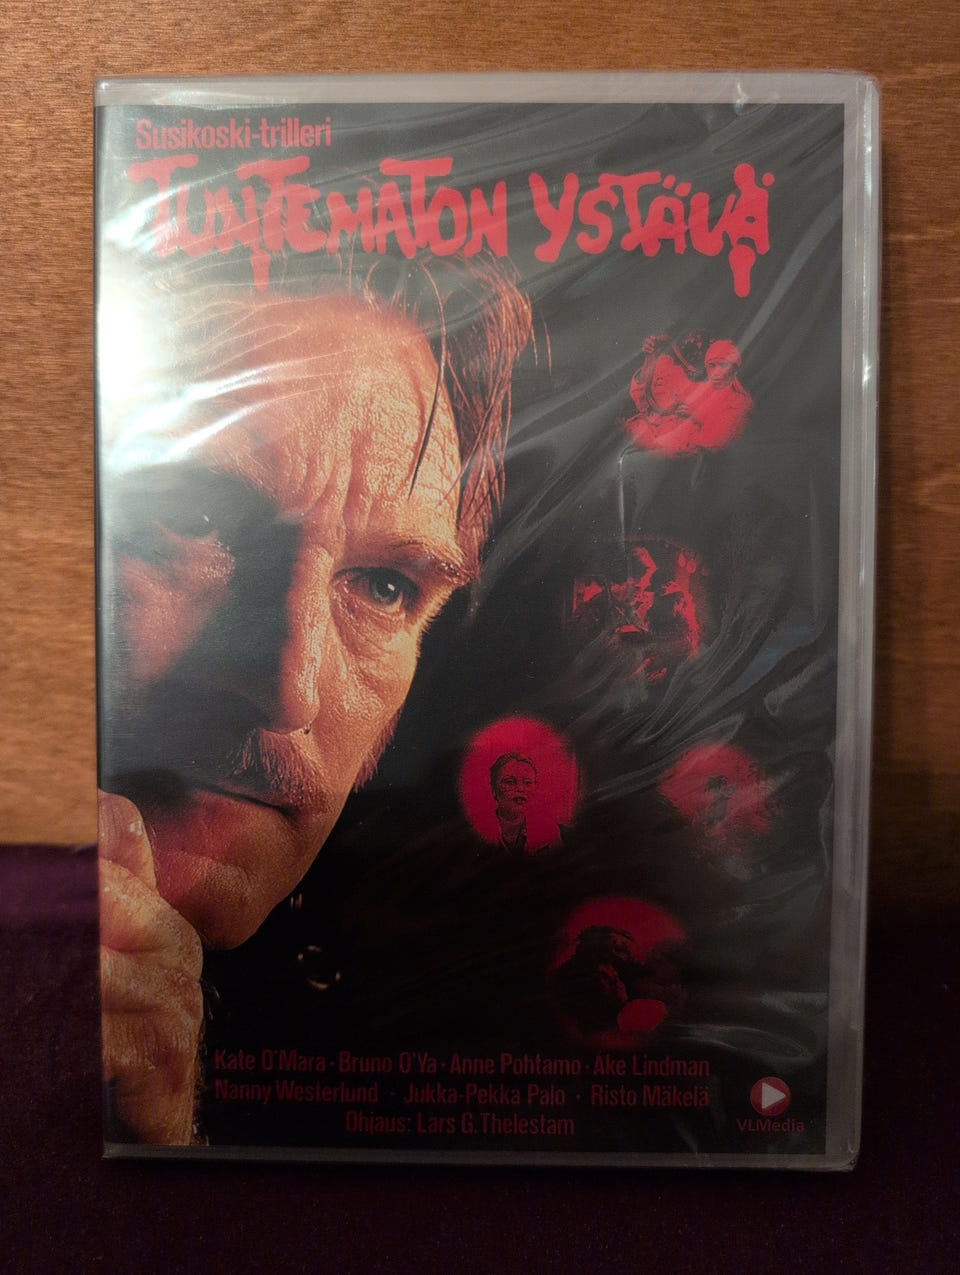 Susikoski-trilleri
TUNTEMATON YSTÄVÄ
Kate O'Mara · Bruno O'Ya · Anne Pohtamo · Åke Lindman
Nanny Westerlund · Jukka-Pekka Palo · Risto Mäkelä
Ohjaus: Lars G. Thelestam
VLMedia